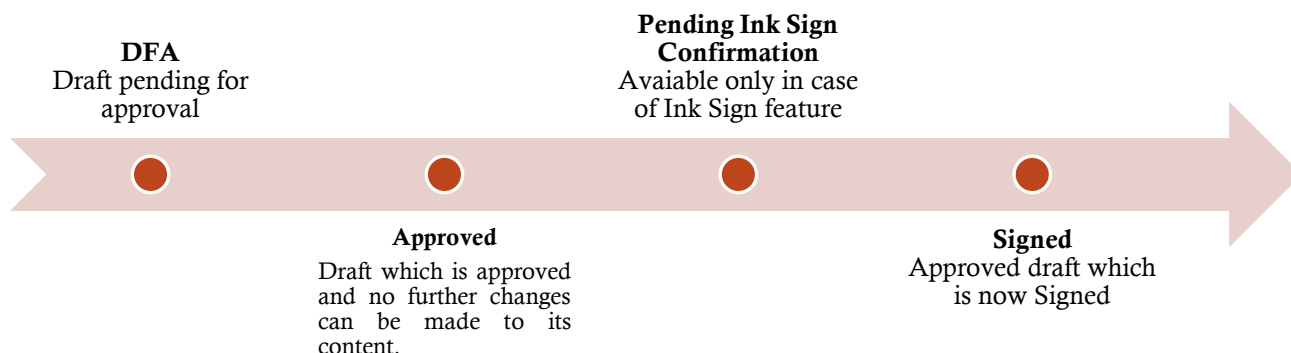 DFA
Draft pending for
approval
Approved
Draft which is approved
and no further changes
can be made to its
content.
Pending Ink Sign
Confirmation
Avaiable only in case
of Ink Sign feature
Signed
Approved draft which
is now Signed